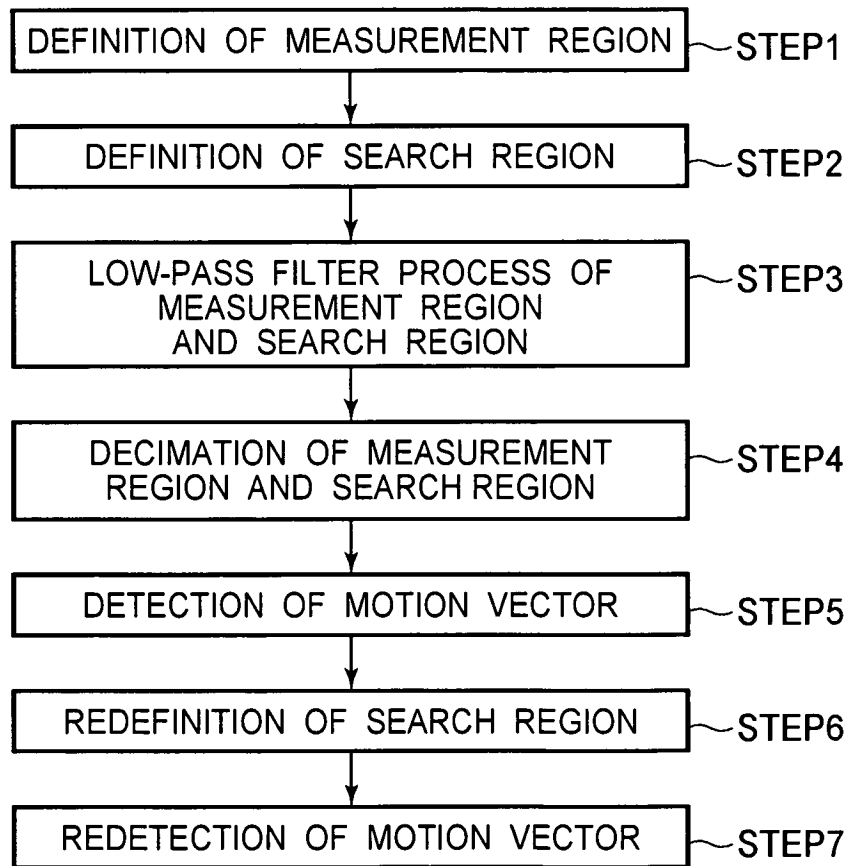 DEFINITION OF MEASUREMENT REGION STEP1
DEFINITION OF SEARCH REGION STEP2
LOW-PASS FILTER PROCESS OF STEP3
MEASUREMENT REGION
AND SEARCH REGION
DECIMATION OF MEASUREMENT STEP4
REGION AND SEARCH REGION
DETECTION OF MOTION VECTOR STEP5
REDEFINITION OF SEARCH REGION STEP6
REDETECTION OF MOTION VECTOR STEP7